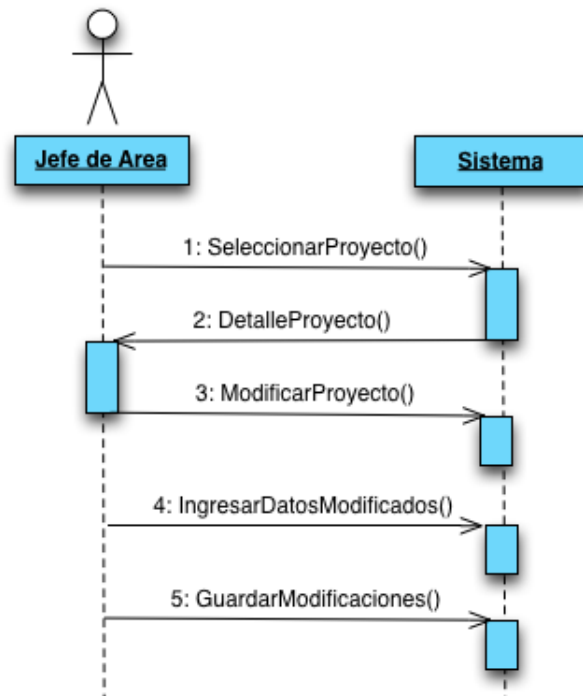 Jefe de Area
Sistema
1: SeleccionarProyecto()
2: DetalleProyecto()
3: ModificarProyecto()
4: IngresarDatosModificados()
5: GuardarModificaciones()